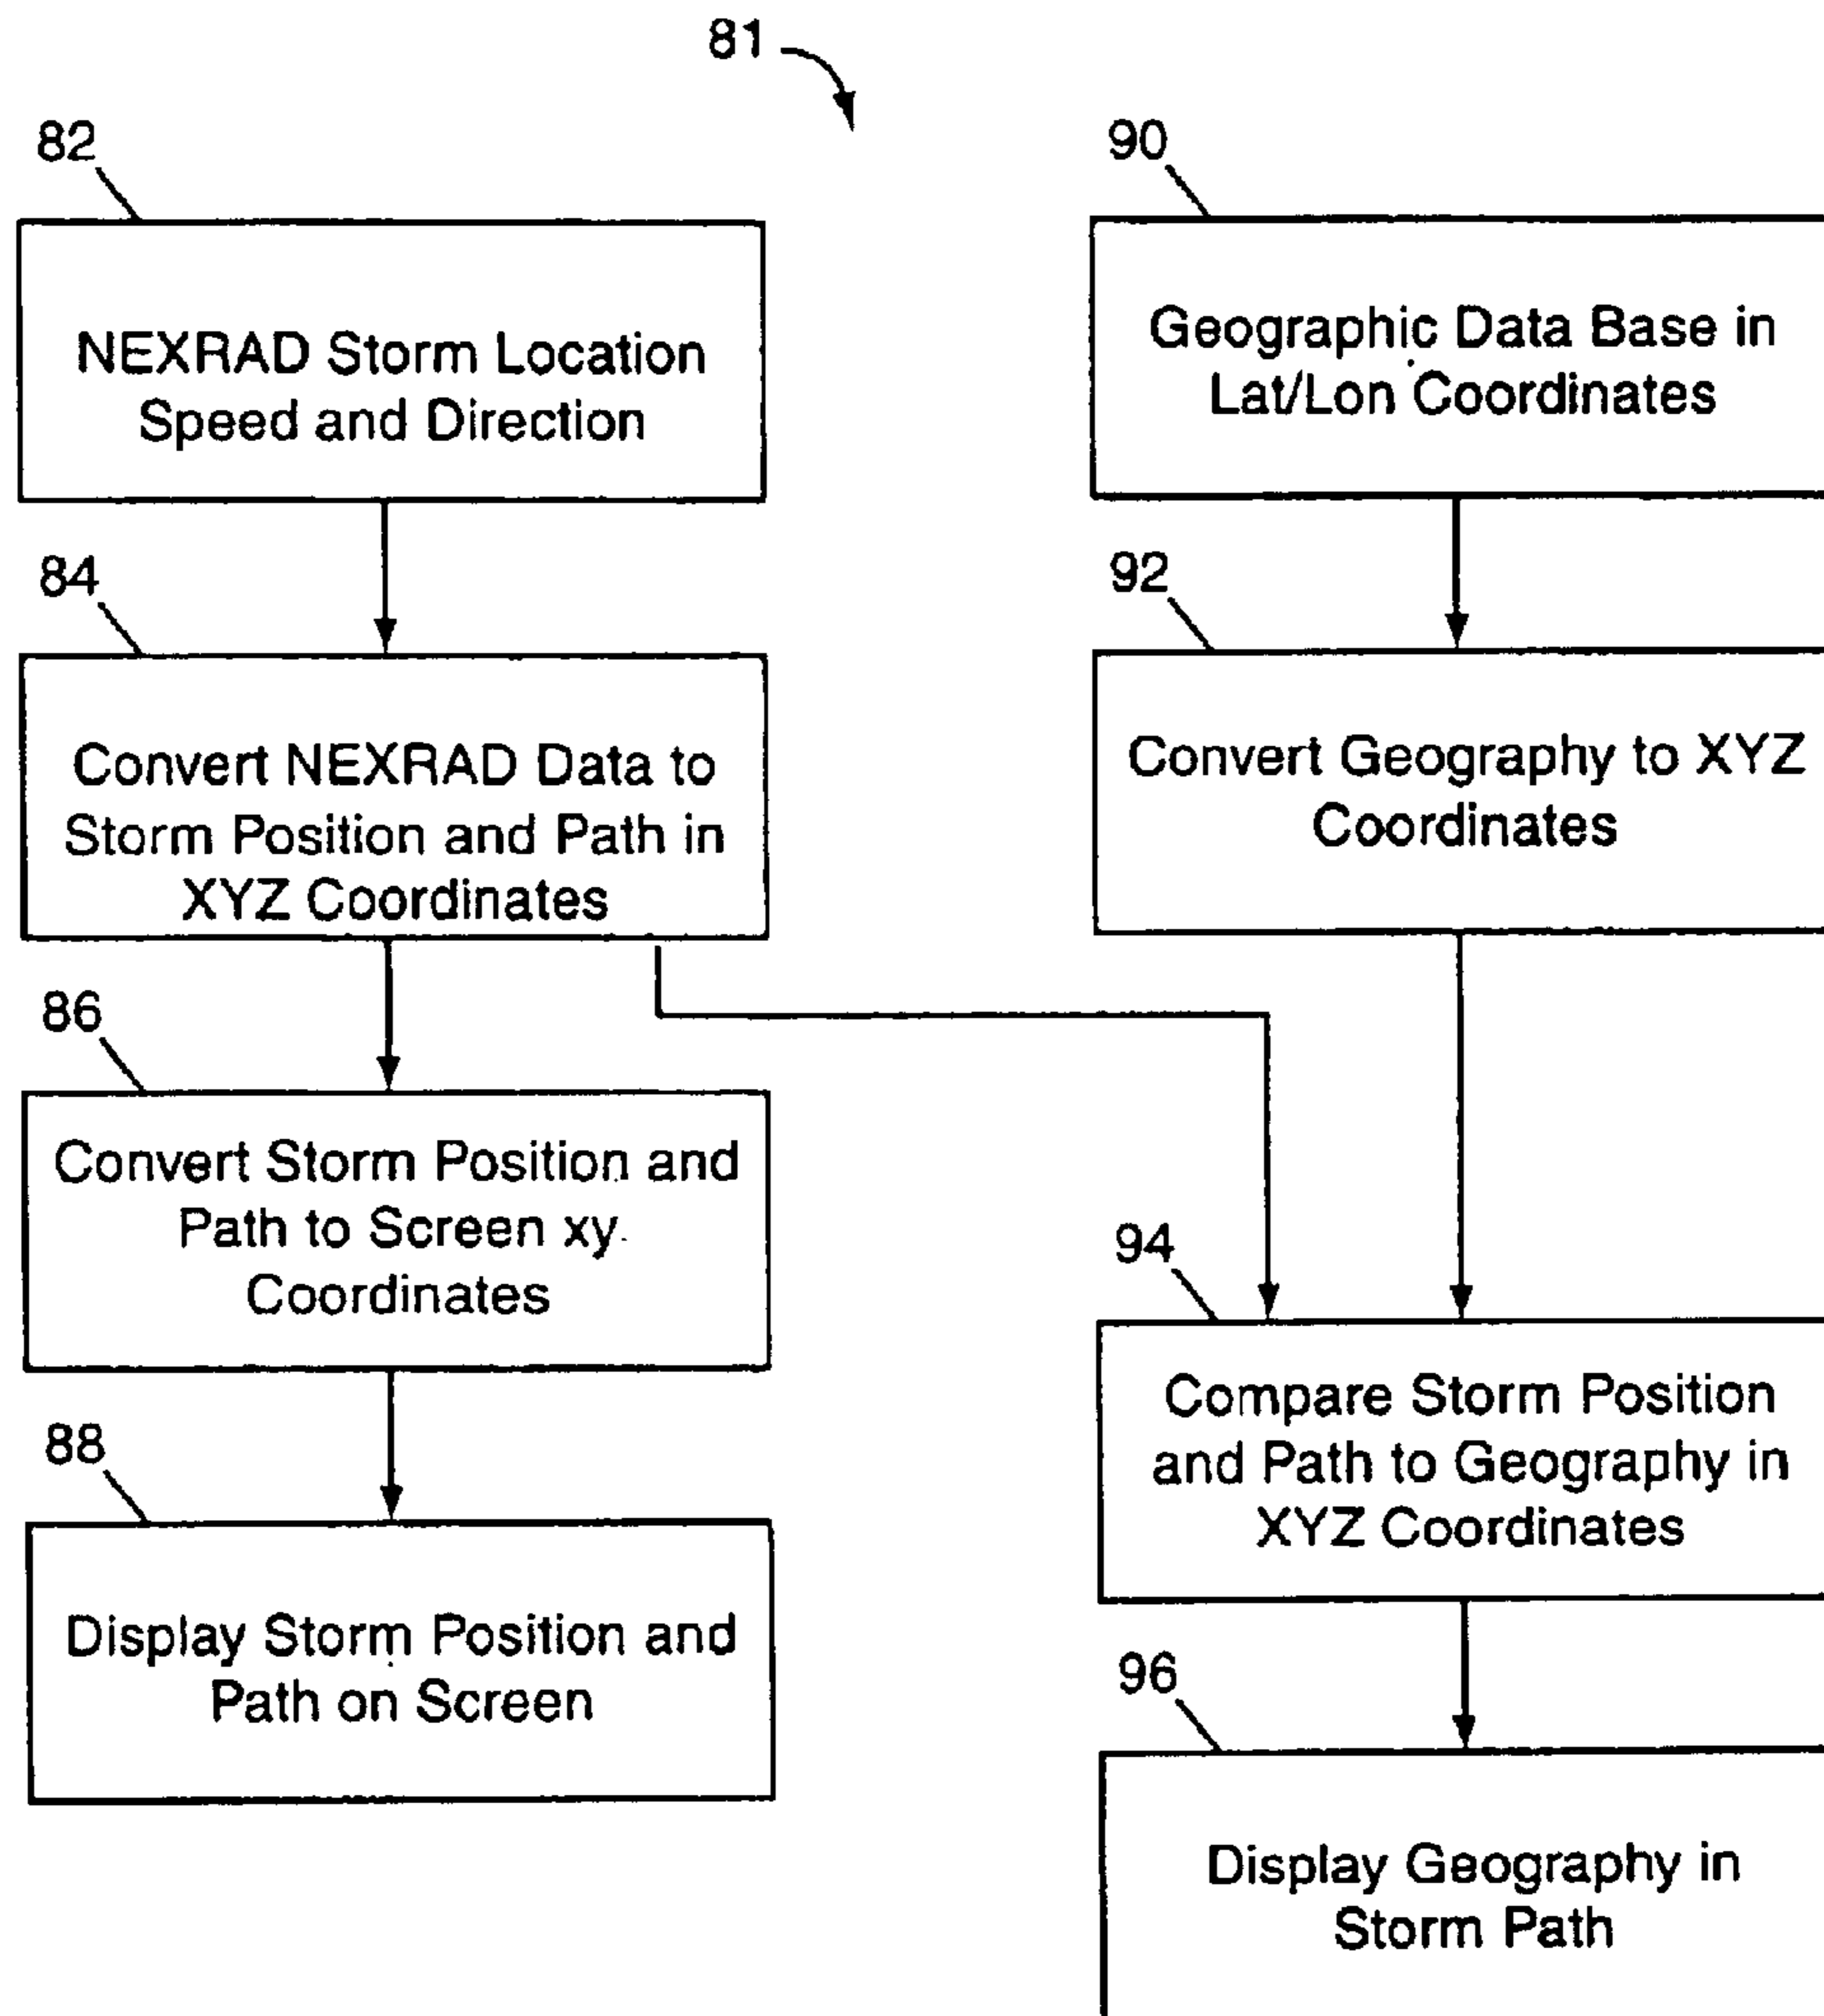 81
82
NEXRAD Storm Location
Speed and Direction
84
Convert NEXRAD Data to
Storm Position and Path in
XYZ Coordinates
86
Convert Storm Position and
Path to Screen xy
Coordinates
88
Display Storm Position and
Path on Screen
90
Geographic Data Base in
Lat/Lon Coordinates
92
Convert Geography to XYZ
Coordinates
94
Compare Storm Position
and Path to Geography in
XYZ Coordinates
96
Display Geography in
Storm Path